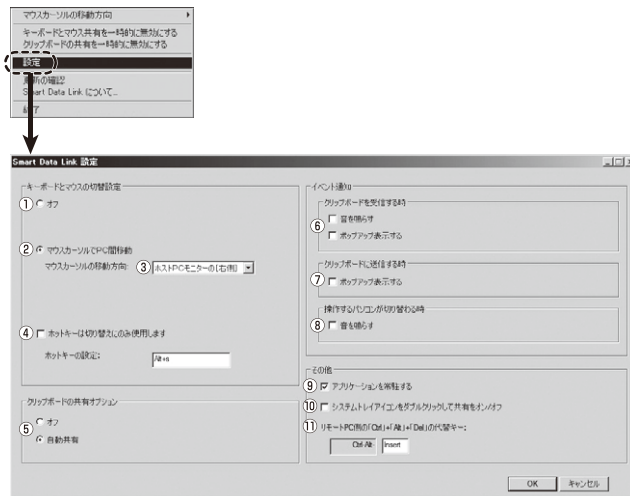 マウスカーソルの移動方向
キーボードとマウス共有を一時的に無効にする
クリップボードの共有を一時的に無効にする
設定
更新の確認
Smart Data Link について...
終了
Smart Data Link 設定
キーボードとマウスの切替設定
① オフ
② マウスカーソルでPC間移動
マウスカーソルの移動方向: ③ ホストPCモニターの[右側]
④ ホットキーは切り替えにのみ使用します
ホットキーの設定: Alt+s
クリップボードの共有オプション
⑤ オフ
自動共有
イベント通知
クリップボードを受信する時
⑥ 音を鳴らす
ポップアップ表示する
クリップボードに送信する時
⑦ ポップアップ表示する
操作するパソコンが切り替わる時
⑧ 音を鳴らす
その他
⑨ アプリケーションを常駐する
⑩ システムトレイアイコンをダブルクリックして共有をオン/オフ
⑪ リモートPC側の「Ctrl」+「Alt」+「Del」の代替キー:
Ctrl-Alt- Insert
OK キャンセル